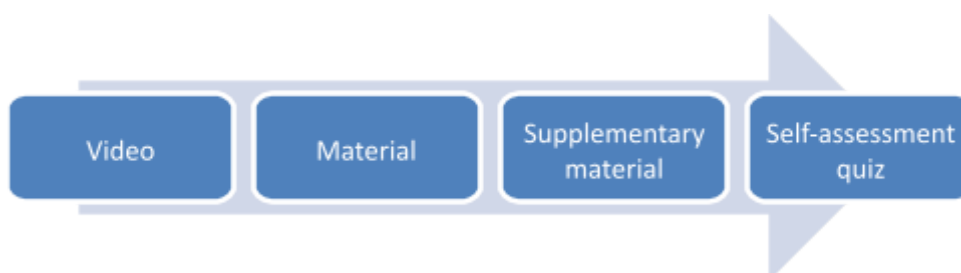 Video
Material
Supplementary
material
Self-assessment
quiz